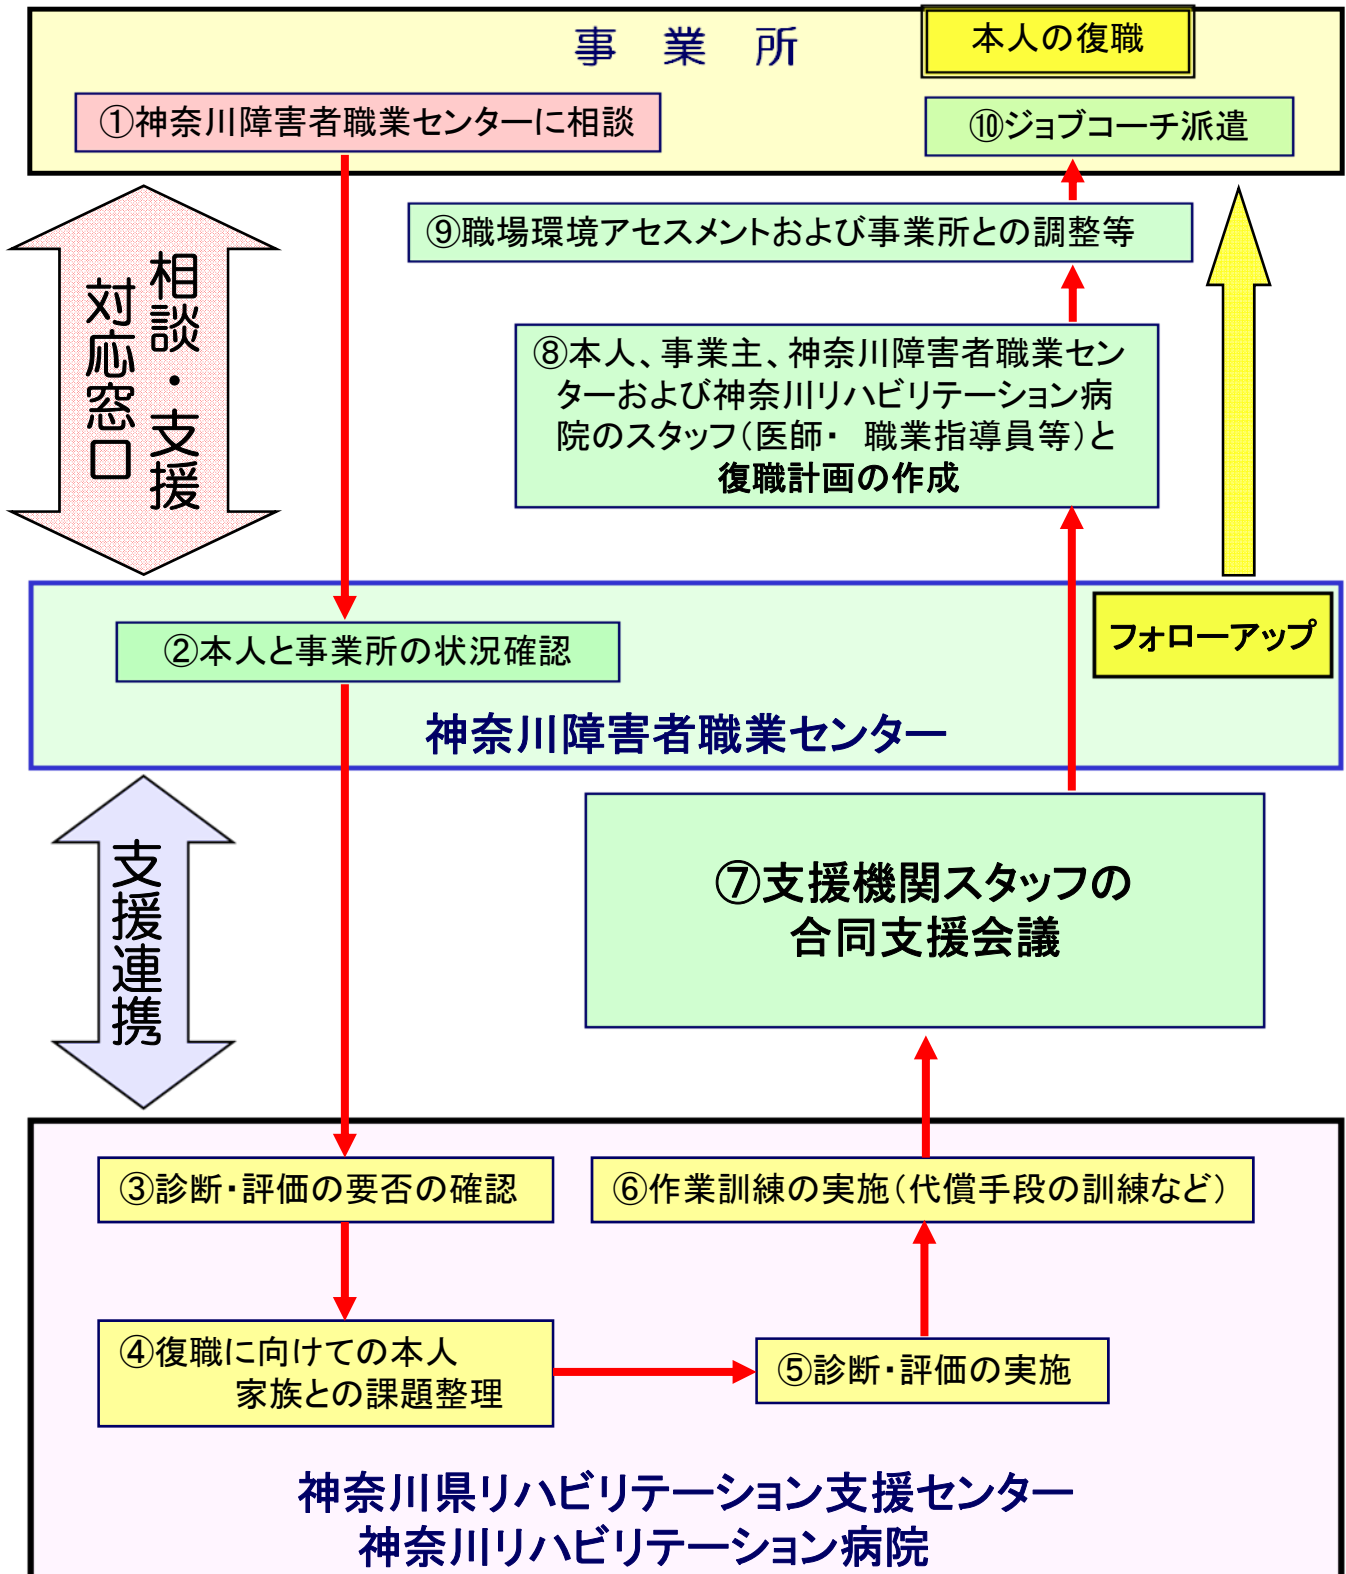 事　業　所
本人の復職
①神奈川障害者職業センターに相談
⑩ジョブコーチ派遣
⑨職場環境アセスメントおよび事業所との調整等
相談・支援
対応窓口
⑧本人、事業主、神奈川障害者職業セン
ターおよび神奈川リハビリテーション病
院のスタッフ（医師・ 職業指導員等）と
復職計画の作成
②本人と事業所の状況確認
フォローアップ
神奈川障害者職業センター
支援連携
⑦支援機関スタッフの
合同支援会議
③診断・評価の要否の確認
⑥作業訓練の実施（代償手段の訓練など）
④復職に向けての本人
家族との課題整理
⑤診断・評価の実施
神奈川県リハビリテーション支援センター
神奈川リハビリテーション病院